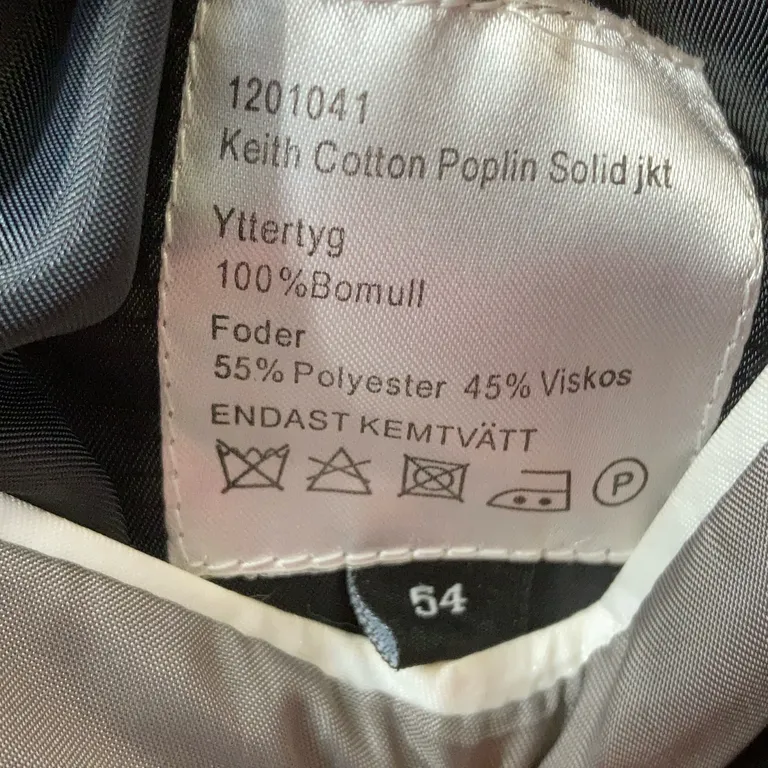 1201041
Keith Cotton Poplin Solid jkt
Yttertyg
100%Bomull
Foder
55% Polyester 45% Viskos
ENDAST KEMTVÄTT
P
54